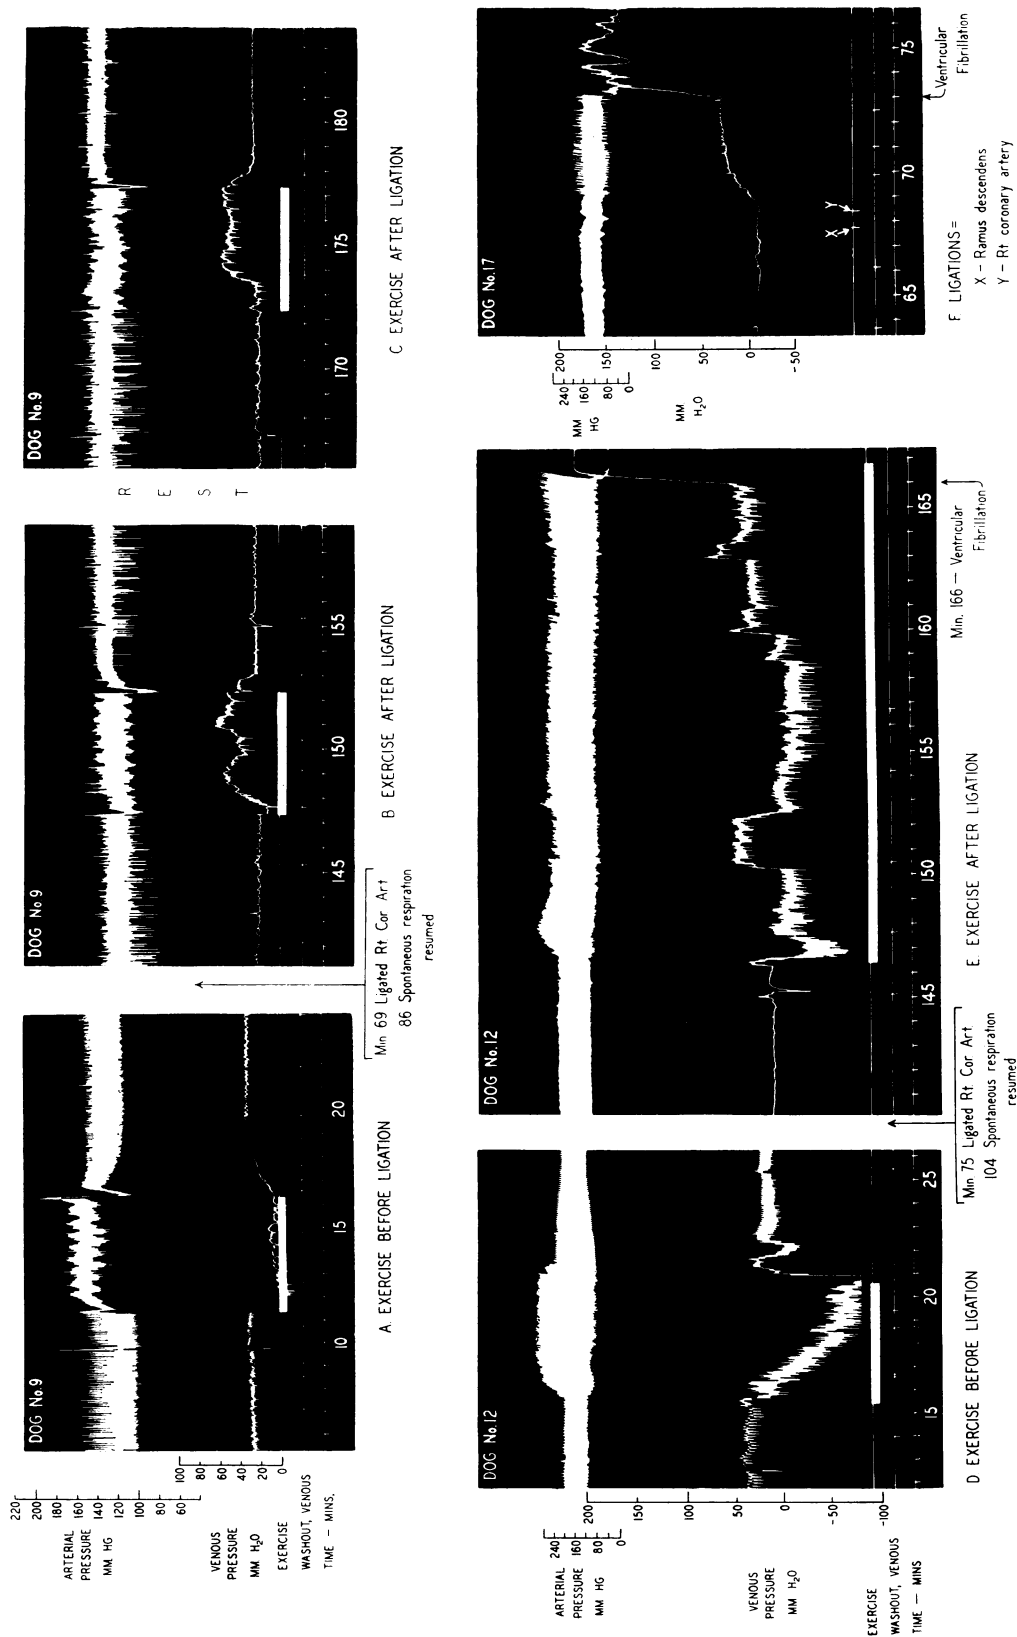 DOG No.9
220
200
180
160
140
120
100
80
60
ARTERIAL
PRESSURE
MM. HG
100
80
60
40
20
0
VENOUS
PRESSURE
MM H₂O
EXERCISE
WASHOUT, VENOUS
TIME — MINS.
10
15
20
A. EXERCISE BEFORE LIGATION
Min 69 Ligated Rt Cor Art
86 Spontaneous respiration
resumed
DOG No 9
145
150
155
B EXERCISE AFTER LIGATION
R E S T
DOG No.9
170
175
180
C EXERCISE AFTER LIGATION
DOG No.12
240
160
80
0
ARTERIAL
PRESSURE
MM HG
200
150
100
50
0
-50
-100
VENOUS
PRESSURE
MM H₂O
EXERCISE
WASHOUT, VENOUS
TIME — MINS
15
20
25
D EXERCISE BEFORE LIGATION
Min 75 Ligated Rt. Cor Art.
104 Spontaneous respiration
resumed
DOG No.12
145
150
155
160
165
E. EXERCISE AFTER LIGATION
Min. 166 — Ventricular
Fibrillation
DOG No.17
240
160
80
0
MM
HG
200
150
100
50
0
-50
MM
H₂O
X
Y
65
70
75
Ventricular
Fibrillation
F LIGATIONS =
X — Ramus descendens
Y — Rt coronary artery